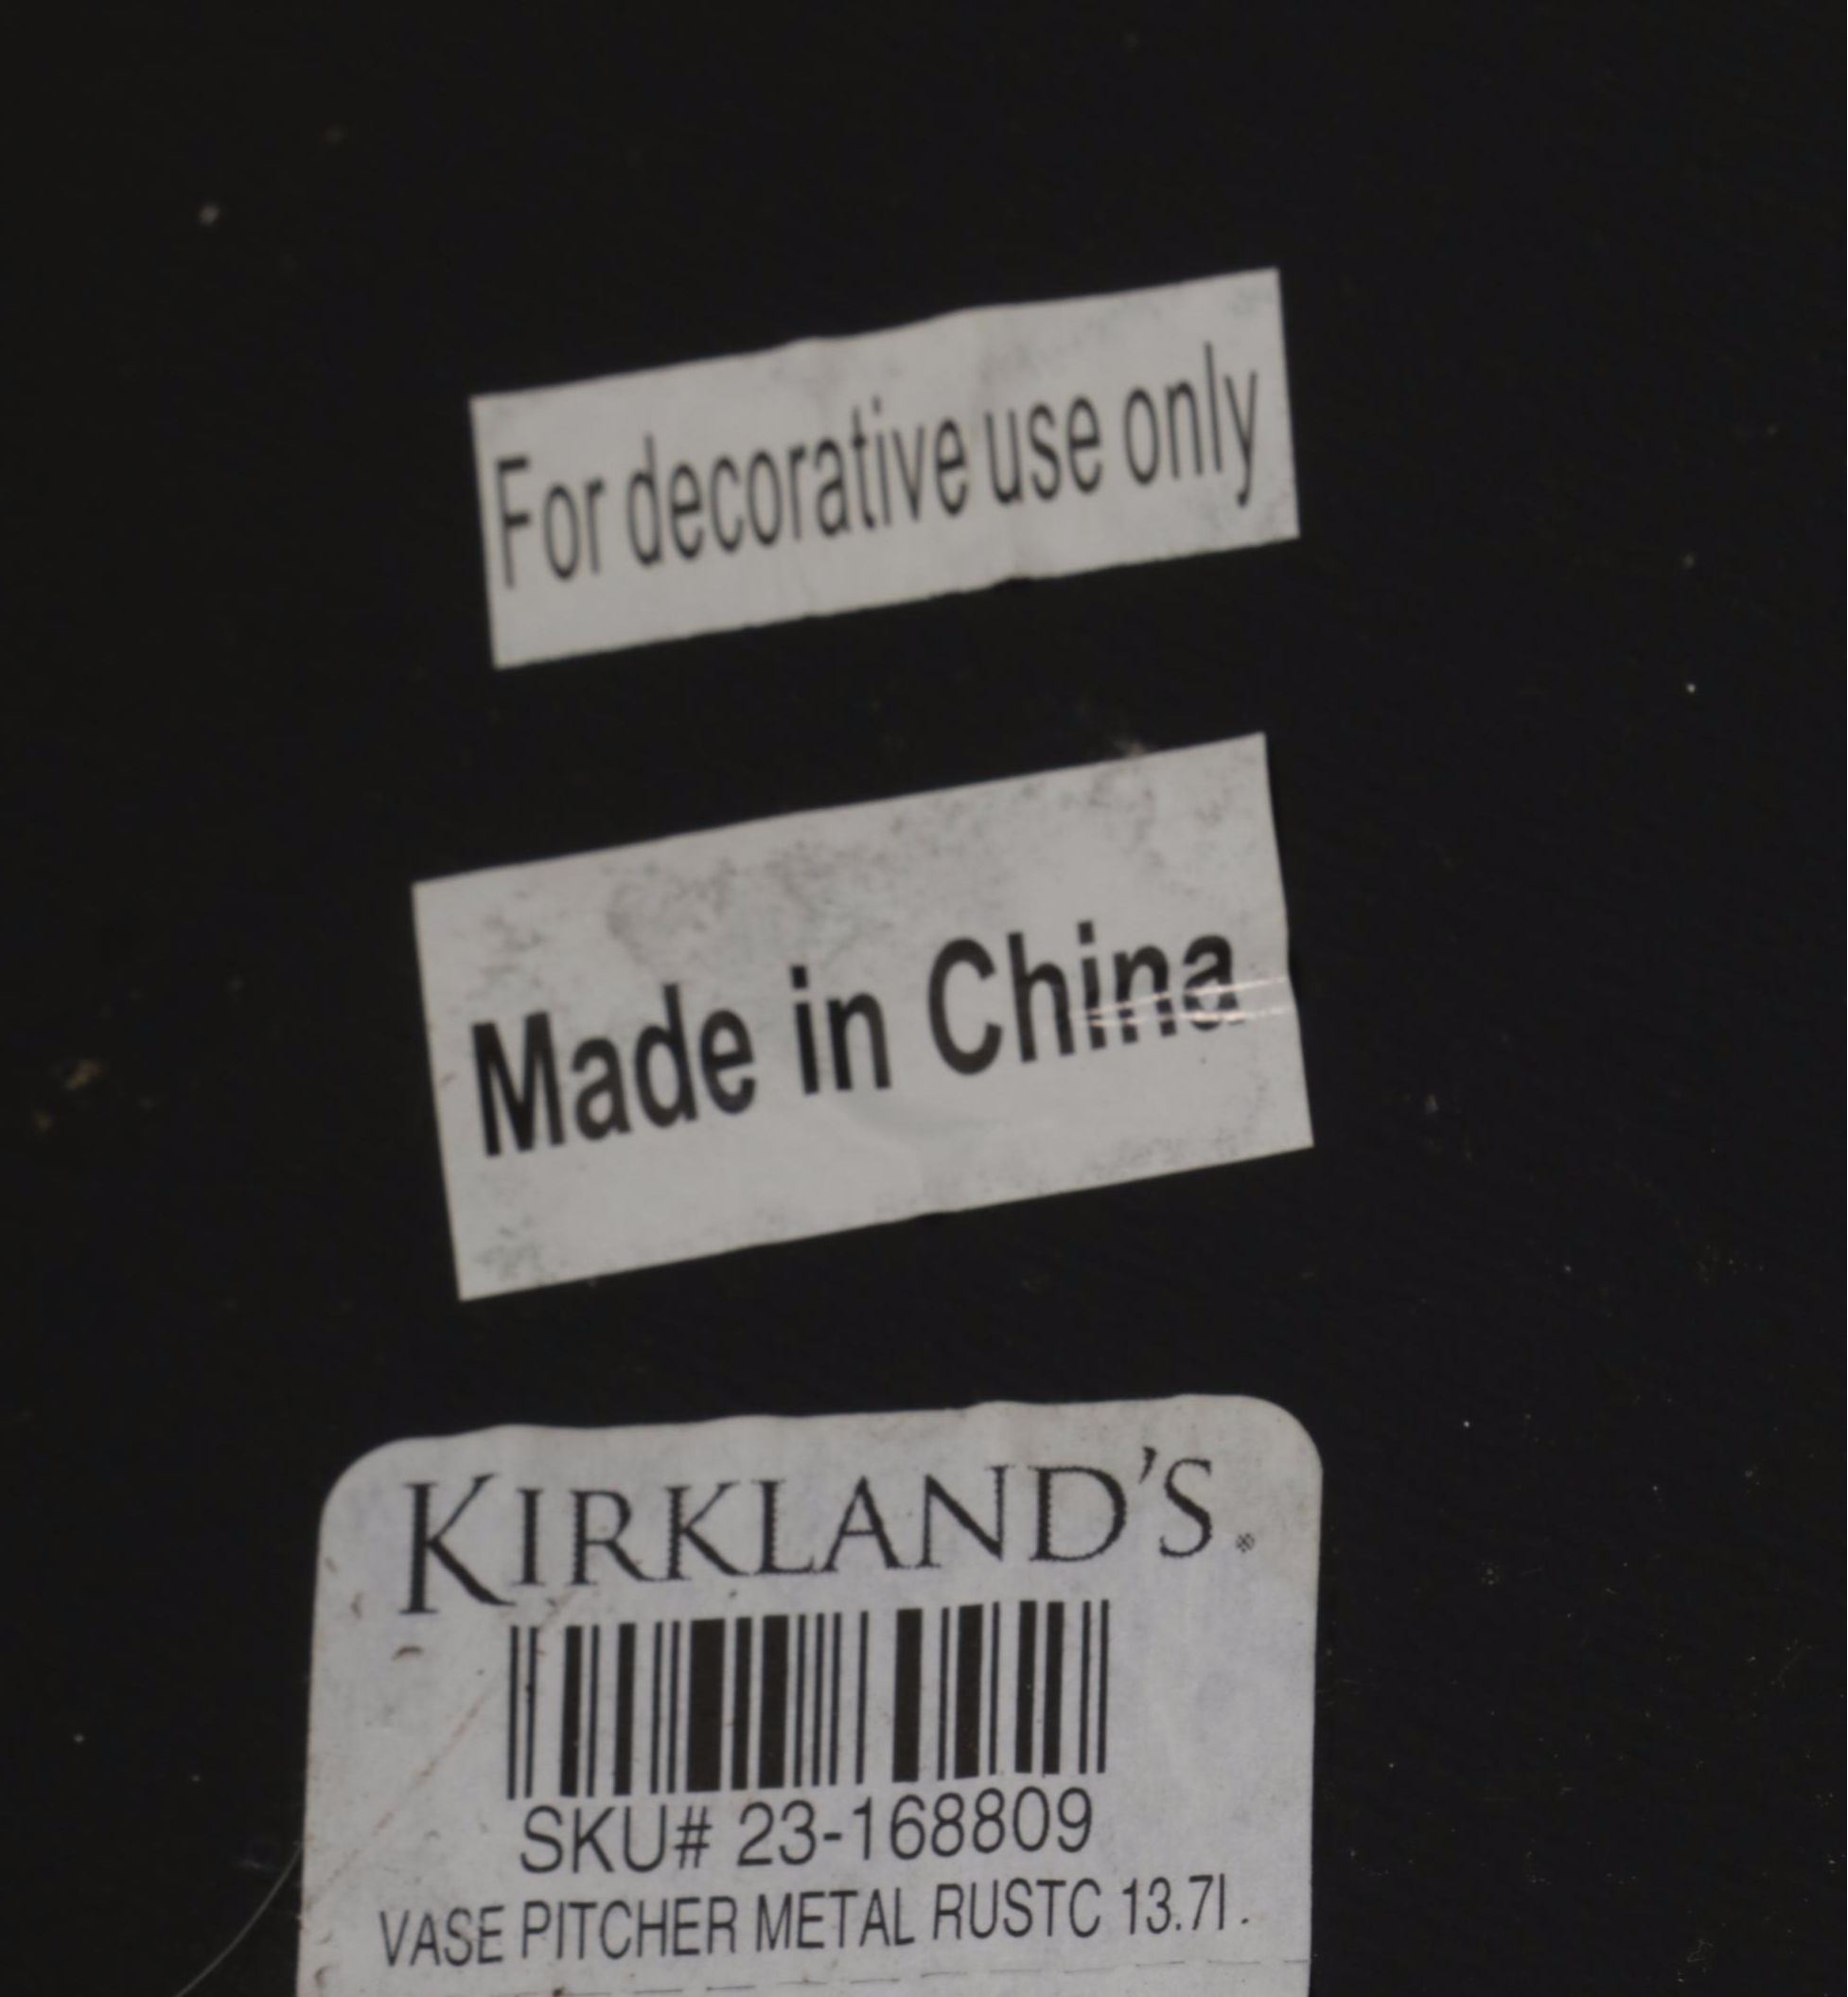 For decorative use only
Made in China
KIRKLAND'S
SKU# 23-168809
VASE PITCHER METAL RUSTC 13.7I